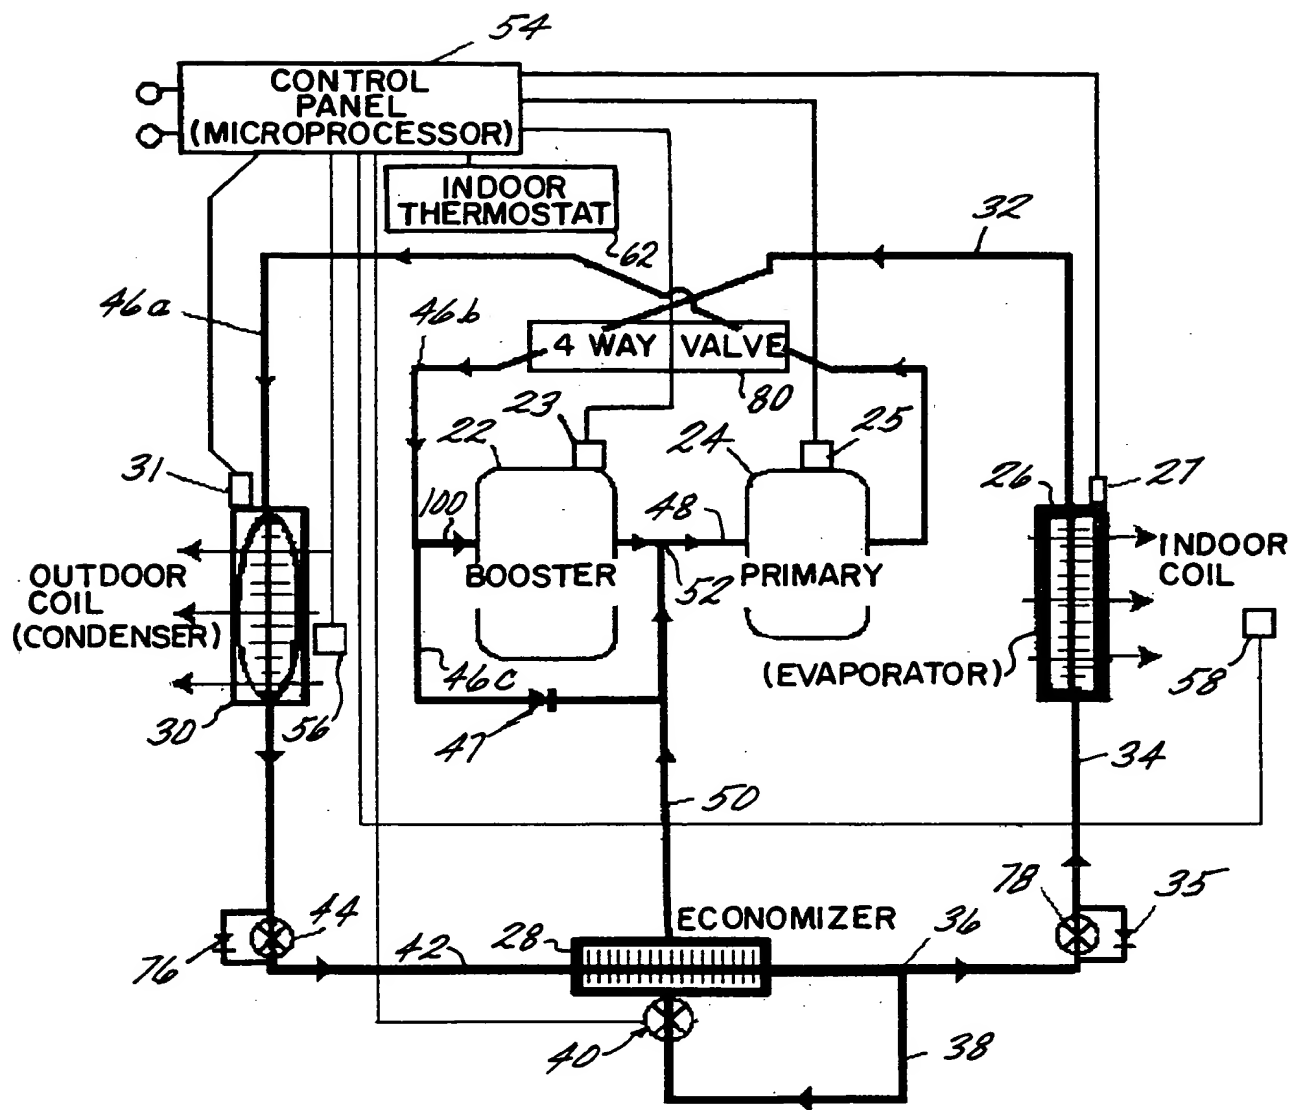 54
CONTROL
PANEL
(MICROPROCESSOR)
INDOOR
THERMOSTAT
62
32
46a
46b
4 WAY VALVE
80
23
22
24
25
31
26
27
100
48
BOOSTER
52
PRIMARY
INDOOR
COIL
OUTDOOR
COIL
(CONDENSER)
(EVAPORATOR)
58
46c
30
56
47
34
50
78
35
44
ECONOMIZER
36
76
42
28
40
38